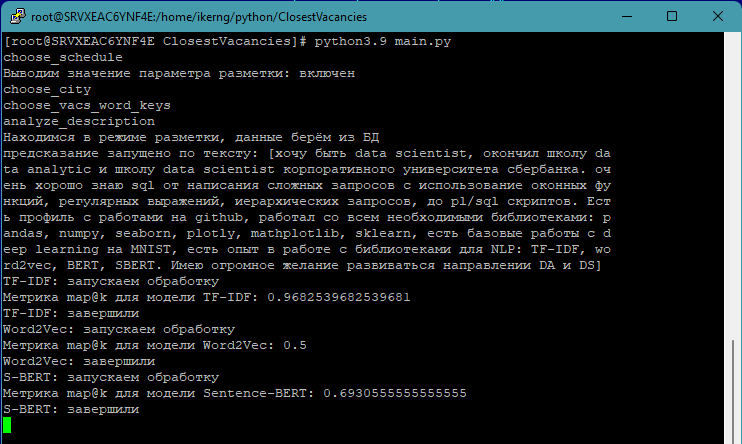 root@SRVXEAC6YNF4E:/home/ikerng/python/ClosestVacancies
[root@SRVXEAC6YNF4E ClosestVacancies]# python3.9 main.py
choose_schedule
Выводим значение параметра разметки: включен
choose_city
choose_vacs_word_keys
analyze_description
Находимся в режиме разметки, данные берём из БД
предсказание запущено по тексту: [хочу быть data scientist, окончил школу da
ta analytic и школу data scientist корпоративного университета сбербанка. оч
ень хорошо знаю sql от написания сложных запросов с использование оконных фу
нкций, регулярных выражений, иерархических запросов, до pl/sql скриптов. Ест
ь профиль с работами на github, работал со всем необходимыми библиотеками: p
andas, numpy, seaborn, plotly, mathplotlib, sklearn, есть базовые работы с d
eep learning на MNIST, есть опыт в работе с библиотеками для NLP: TF-IDF, wo
rd2vec, BERT, SBERT. Имею огромное желание развиваться направлении DA и DS]
TF-IDF: запускаем обработку
Метрика map@k для модели TF-IDF: 0.9682539682539681
TF-IDF: завершили
Word2Vec: запускаем обработку
Метрика map@k для модели Word2Vec: 0.5
Word2Vec: завершили
S-BERT: запускаем обработку
Метрика map@k для модели Sentence-BERT: 0.6930555555555555
S-BERT: завершили